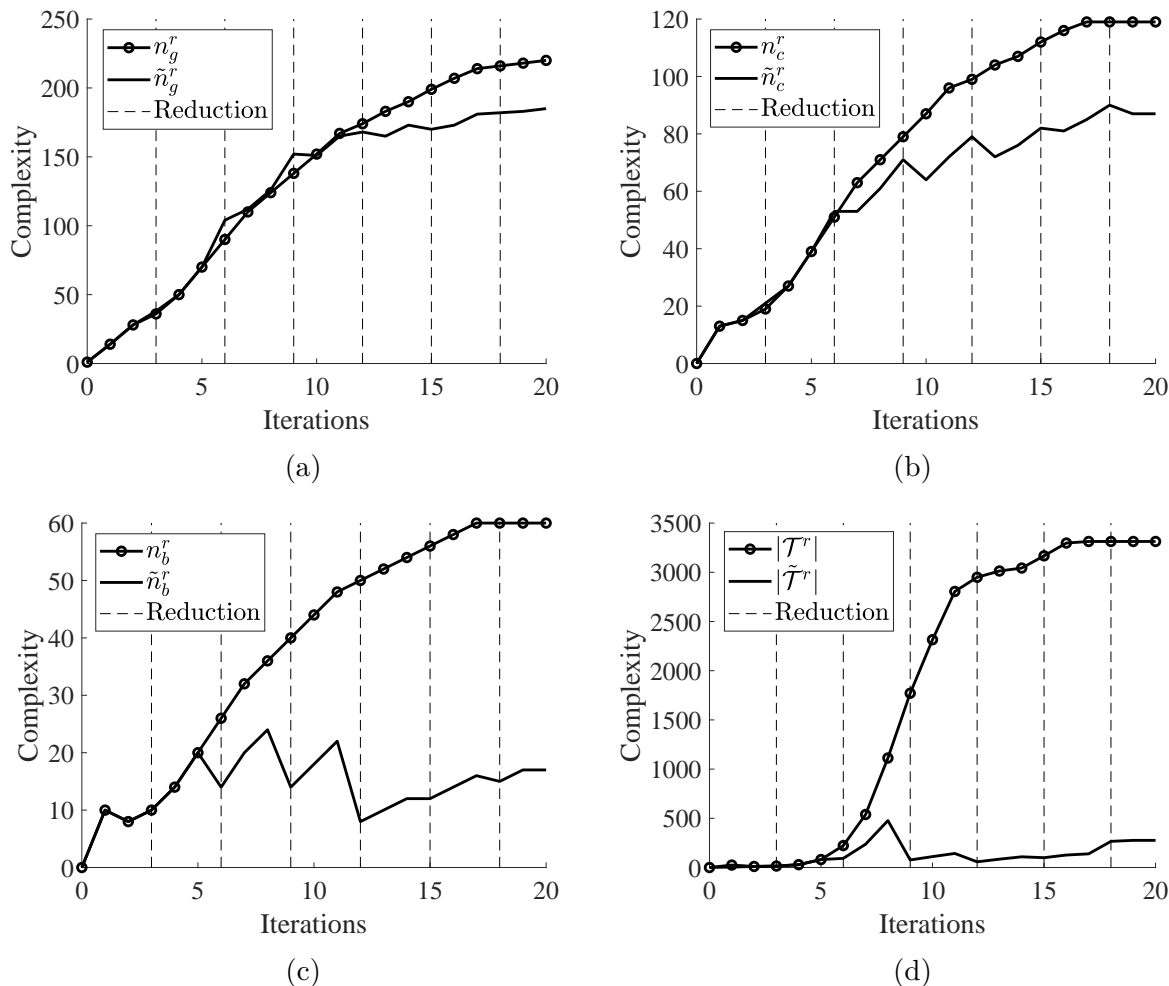 250
200
150
100
50
0
Complexity
n_g^r
ñ_g^r
Reduction
0 5 10 15 20
Iterations
(a)
120
100
80
60
40
20
0
Complexity
n_c^r
ñ_c^r
Reduction
0 5 10 15 20
Iterations
(b)
60
50
40
30
20
10
0
Complexity
n_b^r
ñ_b^r
Reduction
0 5 10 15 20
Iterations
(c)
3500
3000
2500
2000
1500
1000
500
0
Complexity
|𝒯^r|
|𝒯̃^r|
Reduction
0 5 10 15 20
Iterations
(d)